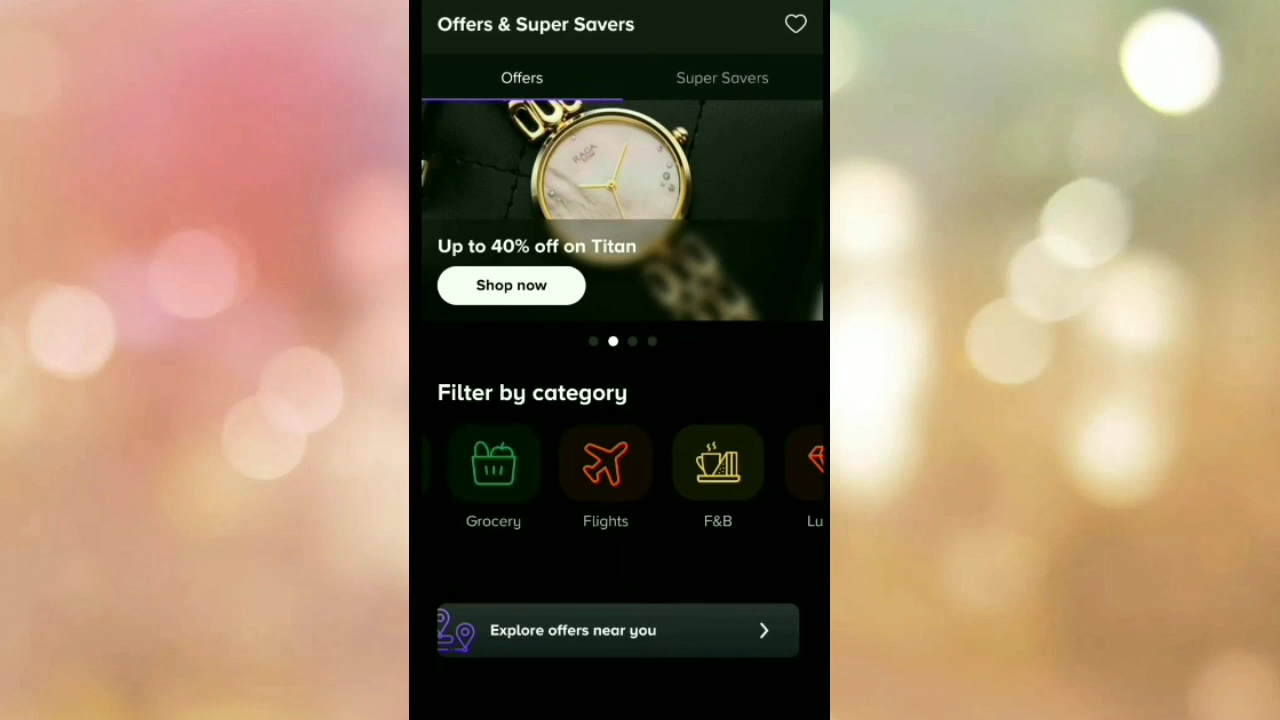 Offers & Super Savers
Offers
Super Savers
RAGA
Up to 40% off on Titan
Shop now
Filter by category
Grocery
Flights
F&B
Lu
Explore offers near you